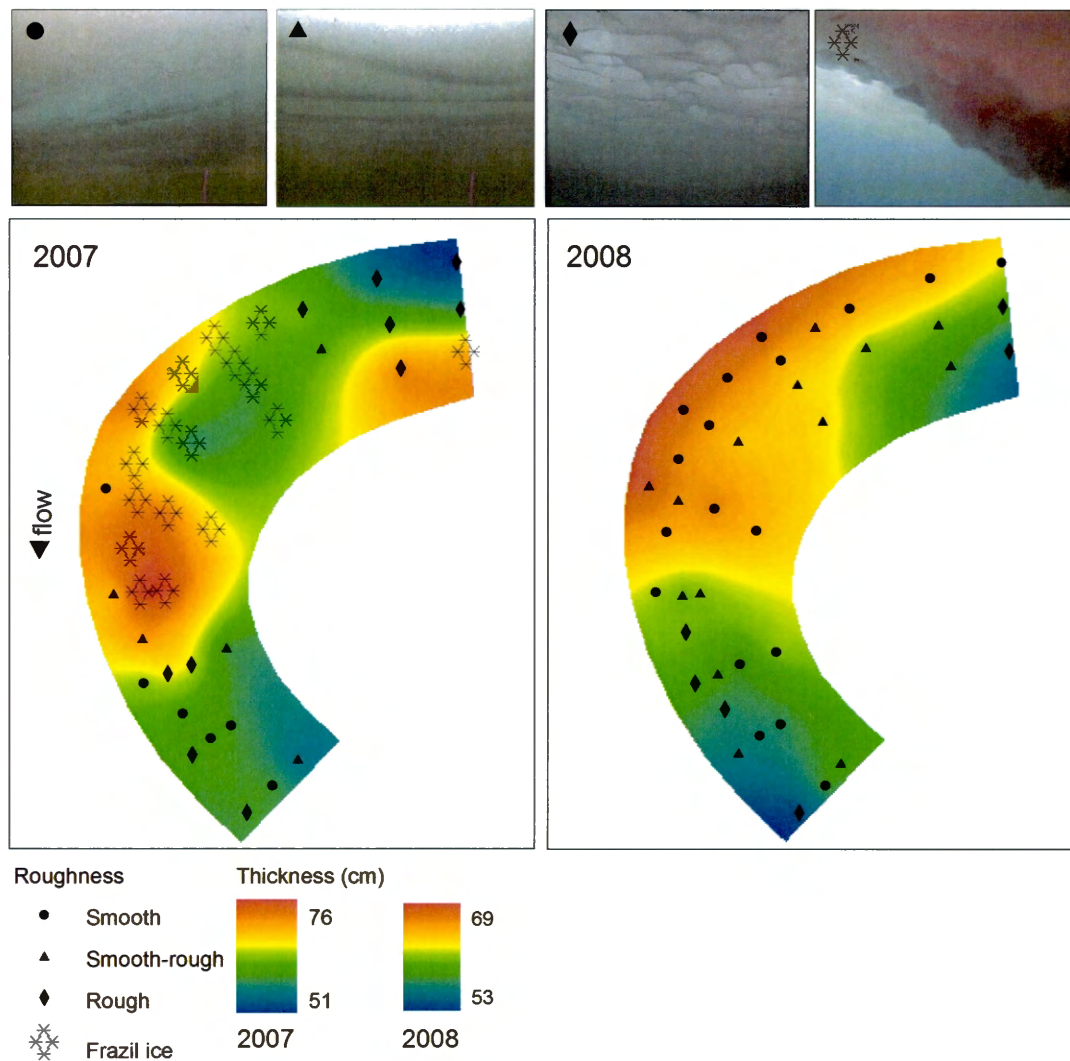 2007
2008
flow
Roughness
Thickness (cm)
Smooth
76
69
Smooth-rough
Rough
51
53
2007
2008
Frazil ice